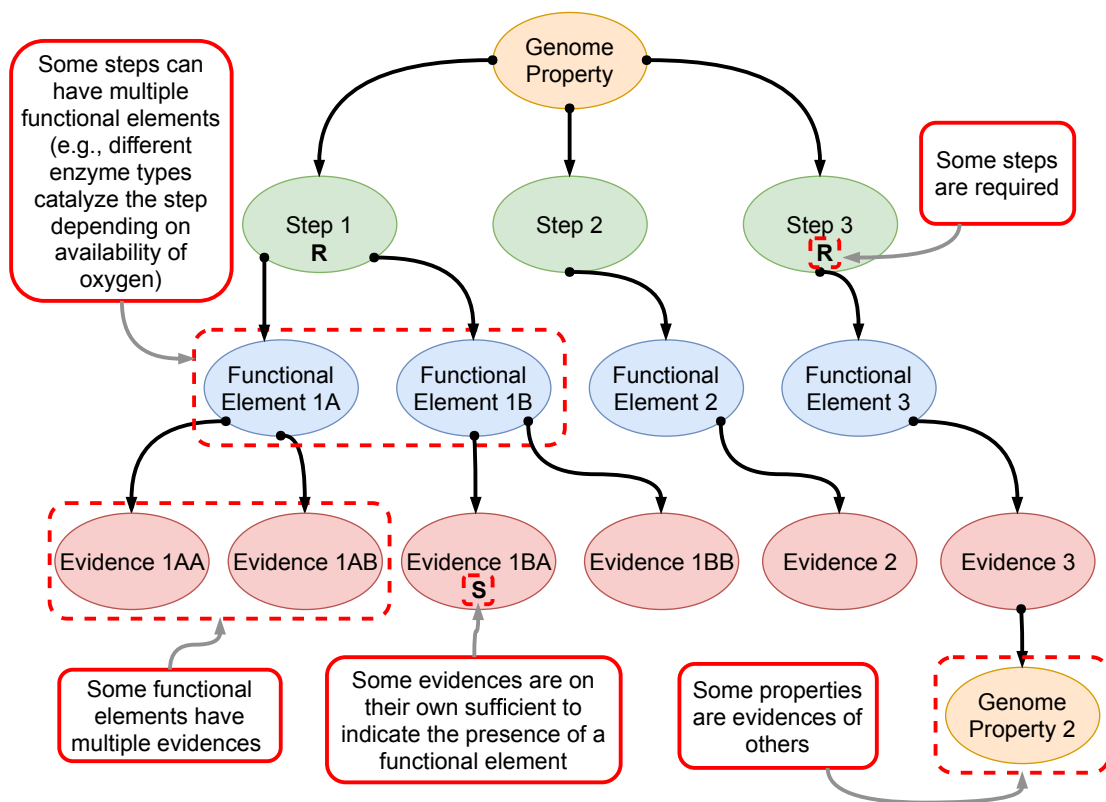 Genome
Property
Some steps can
have multiple
functional elements
(e.g., different
enzyme types
catalyze the step
depending on
availability of
oxygen)
Some steps
are required
Step 1
R
Step 2
Step 3
R
Functional
Element 1A
Functional
Element 1B
Functional
Element 2
Functional
Element 3
Evidence 1AA
Evidence 1AB
Evidence 1BA
S
Evidence 1BB
Evidence 2
Evidence 3
Some functional
elements have
multiple evidences
Some evidences are on
their own sufficient to
indicate the presence of a
functional element
Some properties
are evidences of
others
Genome
Property 2